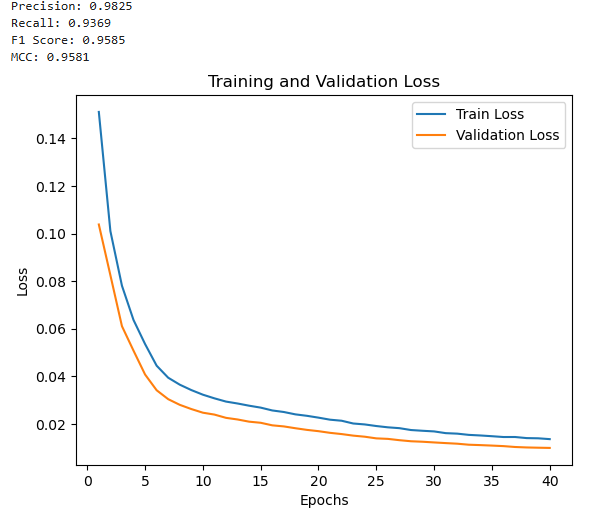 Precision: 0.9825
Recall: 0.9369
F1 Score: 0.9585
MCC: 0.9581
Training and Validation Loss
Train Loss
Validation Loss
0.14
0.12
0.10
0.08
0.06
0.04
0.02
Loss
0 5 10 15 20 25 30 35 40
Epochs